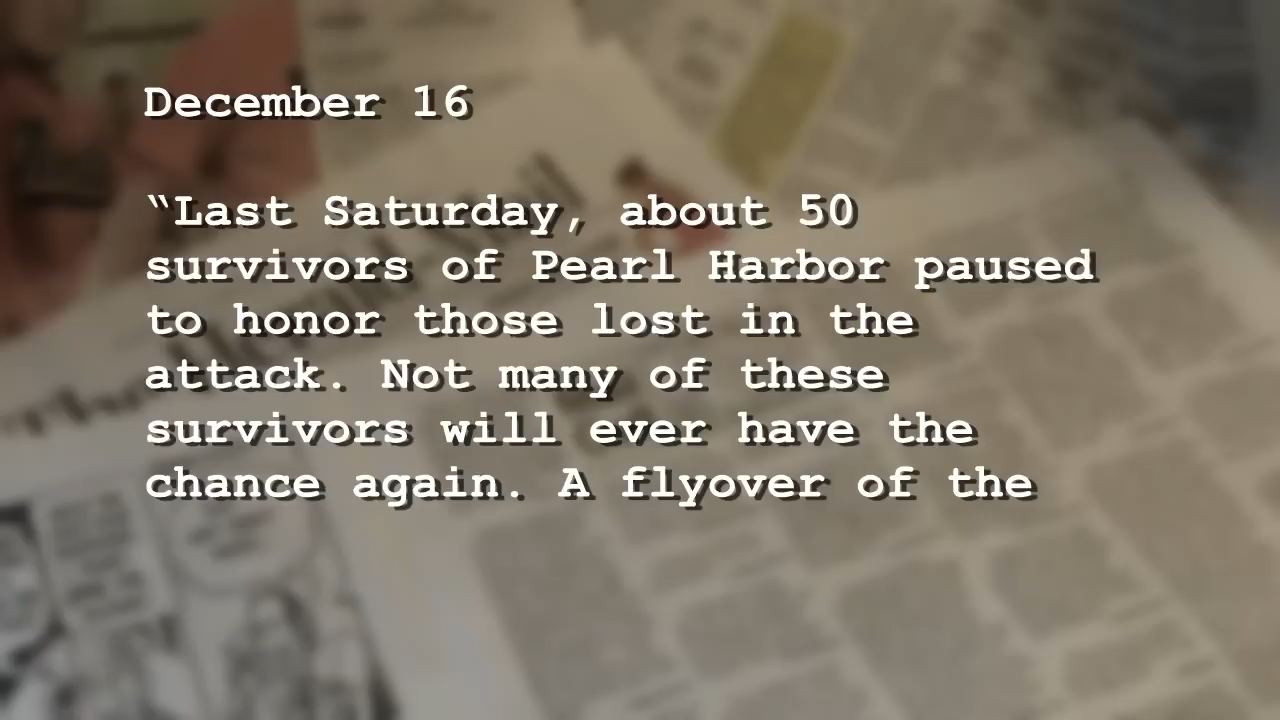 December 16
“Last Saturday, about 50
survivors of Pearl Harbor paused
to honor those lost in the
attack. Not many of these
survivors will ever have the
chance again. A flyover of the